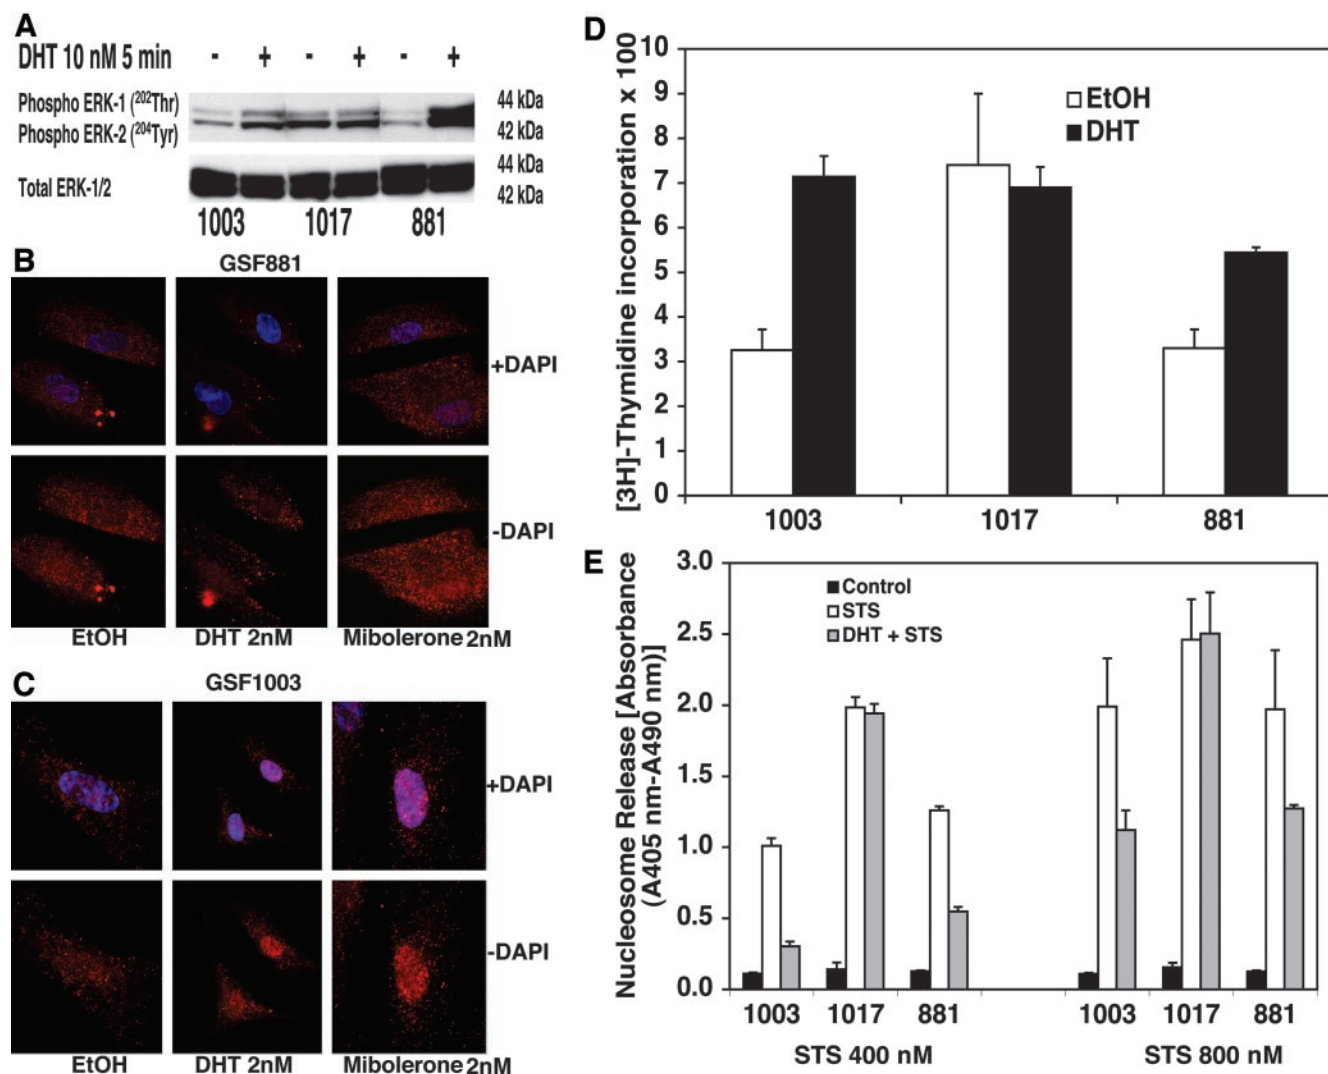 A
DHT 10 nM 5 min - + - + - +
Phospho ERK-1 (202Thr) 44 kDa
Phospho ERK-2 (204Tyr) 42 kDa
Total ERK-1/2 44 kDa
42 kDa
1003 1017 881
B
GSF881
+DAPI
-DAPI
EtOH DHT 2nM Mibolerone 2nM
C
GSF1003
+DAPI
-DAPI
EtOH DHT 2nM Mibolerone 2nM
D
[3H]-Thymidine incorporation x 100
10
9
8
7
6
5
4
3
2
1
0
EtOH
DHT
1003 1017 881
E
Nucleosome Release [Absorbance
(A405 nm-A490 nm)]
3.0
2.5
2.0
1.5
1.0
0.5
0.0
Control
STS
DHT + STS
1003 1017 881 1003 1017 881
STS 400 nM STS 800 nM